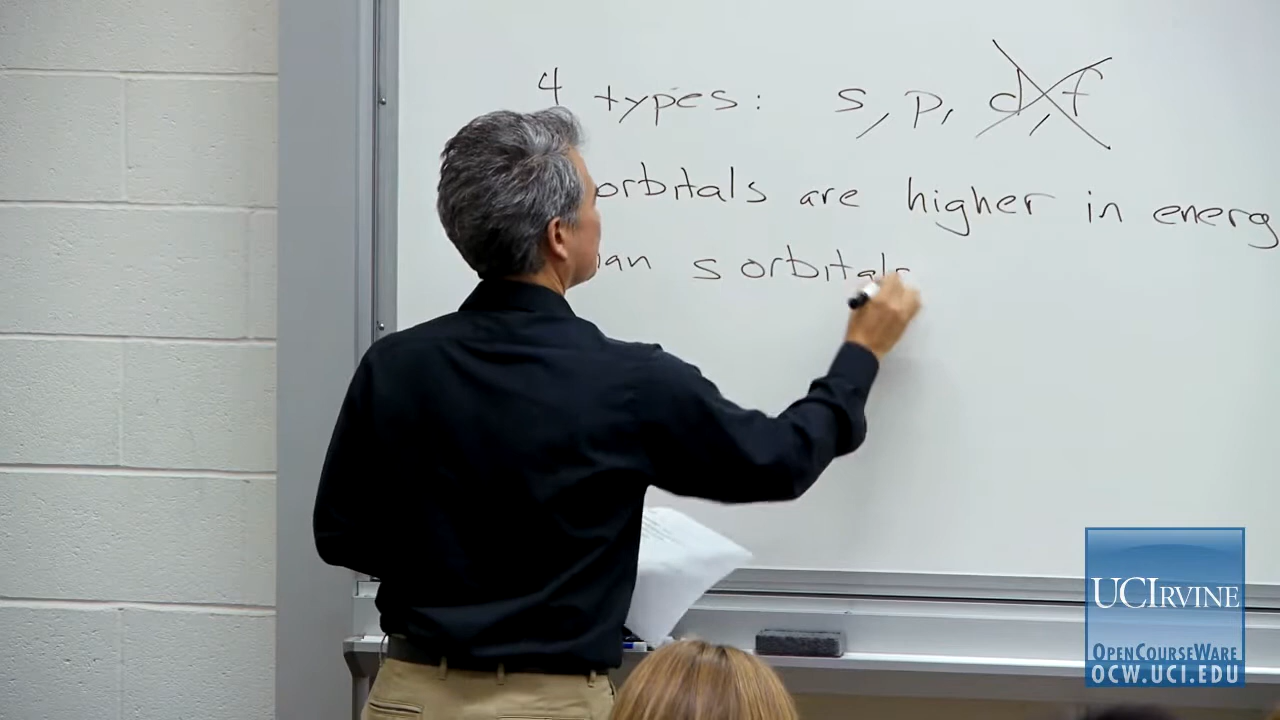 4 types: s, p, d, f
orbitals are higher in energ
an s orbitals
UCIRVINE
OPENCOURSEWARE
OCW.UCI.EDU